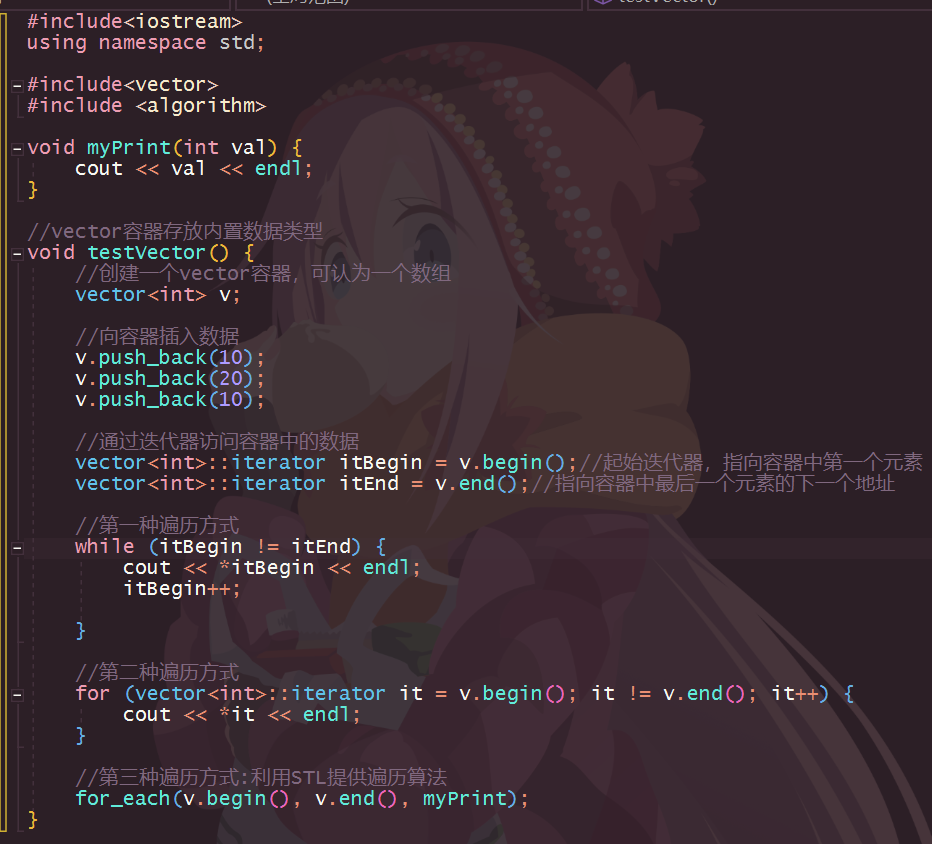 #include<iostream>
using namespace std;
#include<vector>
#include <algorithm>
void myPrint(int val) {
cout << val << endl;
}
//vector容器存放内置数据类型
void testVector() {
//创建一个vector容器，可认为一个数组
vector<int> v;
//向容器插入数据
v.push_back(10);
v.push_back(20);
v.push_back(10);
//通过迭代器访问容器中的数据
vector<int>::iterator itBegin = v.begin();//起始迭代器，指向容器中第一个元素
vector<int>::iterator itEnd = v.end();//指向容器中最后一个元素的下一个地址
//第一种遍历方式
while (itBegin != itEnd) {
cout << *itBegin << endl;
itBegin++;
}
//第二种遍历方式
for (vector<int>::iterator it = v.begin(); it != v.end(); it++) {
cout << *it << endl;
}
//第三种遍历方式:利用STL提供遍历算法
for_each(v.begin(), v.end(), myPrint);
}